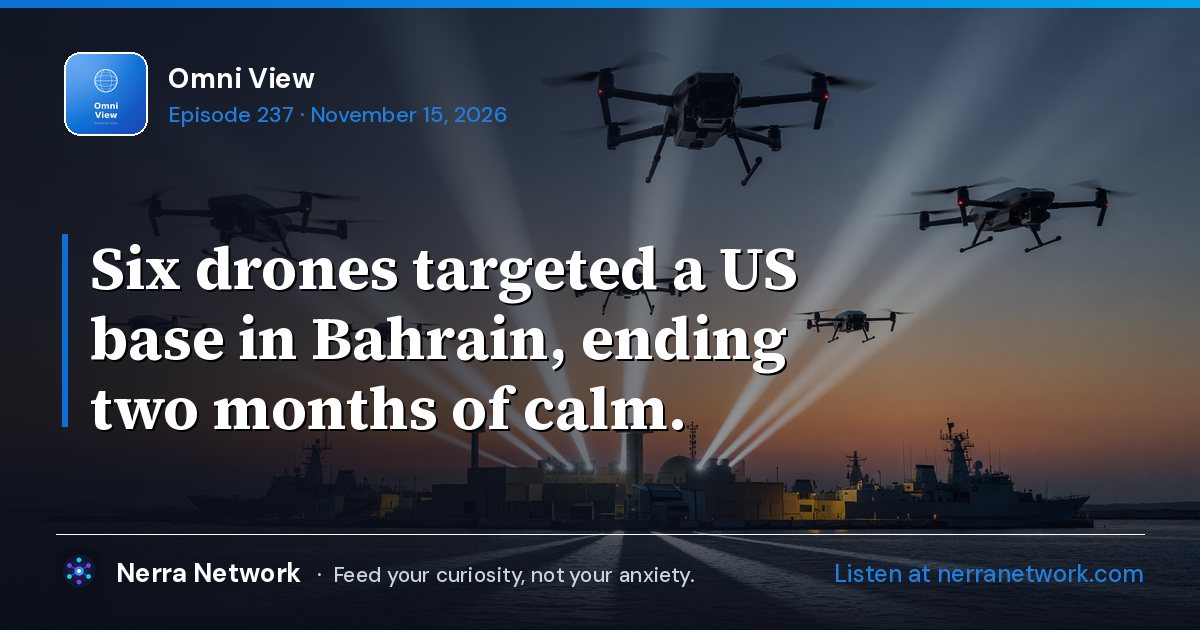 Omni View
Episode 237 · November 15, 2026
Omni
View
Six drones targeted a US
base in Bahrain, ending
two months of calm.
Nerra Network · Feed your curiosity, not your anxiety.
Listen at nerranetwork.com